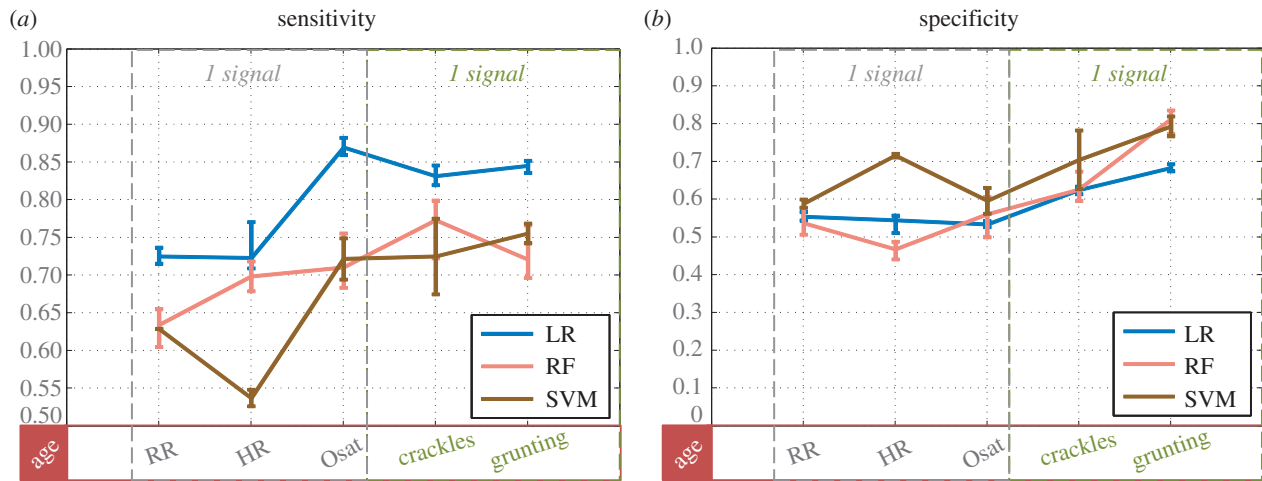 (a) sensitivity
1.00
0.95
0.90
0.85
0.80
0.75
0.70
0.65
0.60
0.55
0.50
1 signal 1 signal
LR
RF
SVM
age RR HR Osat crackles grunting
(b) specificity
1.0
0.9
0.8
0.7
0.6
0.5
0.4
0.3
0.2
0.1
0
1 signal 1 signal
LR
RF
SVM
age RR HR Osat crackles grunting